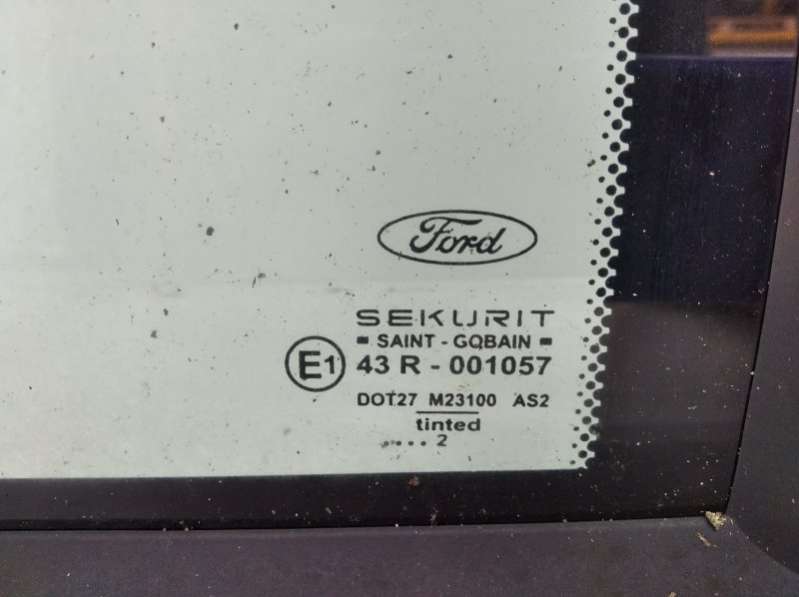 Ford
SEKURIT
SAINT - GOBAIN
E1 43 R - 001057
DOT27 M23100 AS2
tinted
..... 2